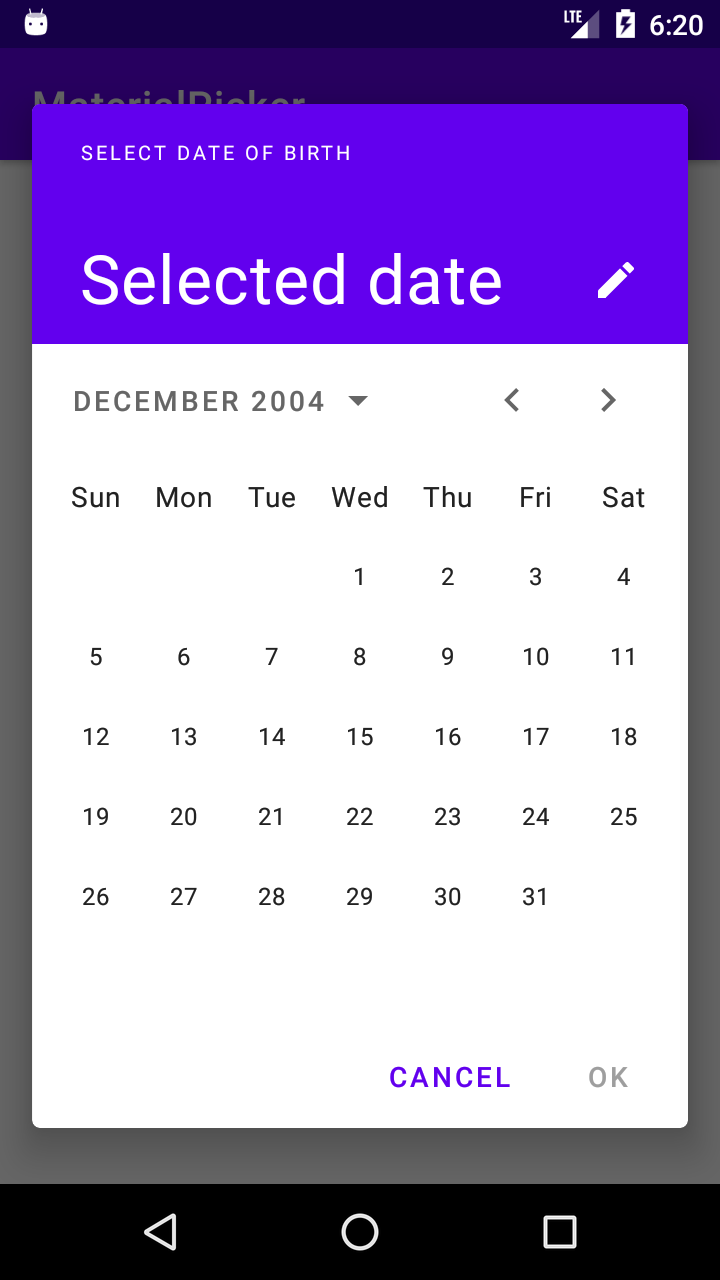 LTE 6:20
MaterialPicker
SELECT DATE OF BIRTH
Selected date
DECEMBER 2004
Sun Mon Tue Wed Thu Fri Sat
1 2 3 4
5 6 7 8 9 10 11
12 13 14 15 16 17 18
19 20 21 22 23 24 25
26 27 28 29 30 31
CANCEL OK